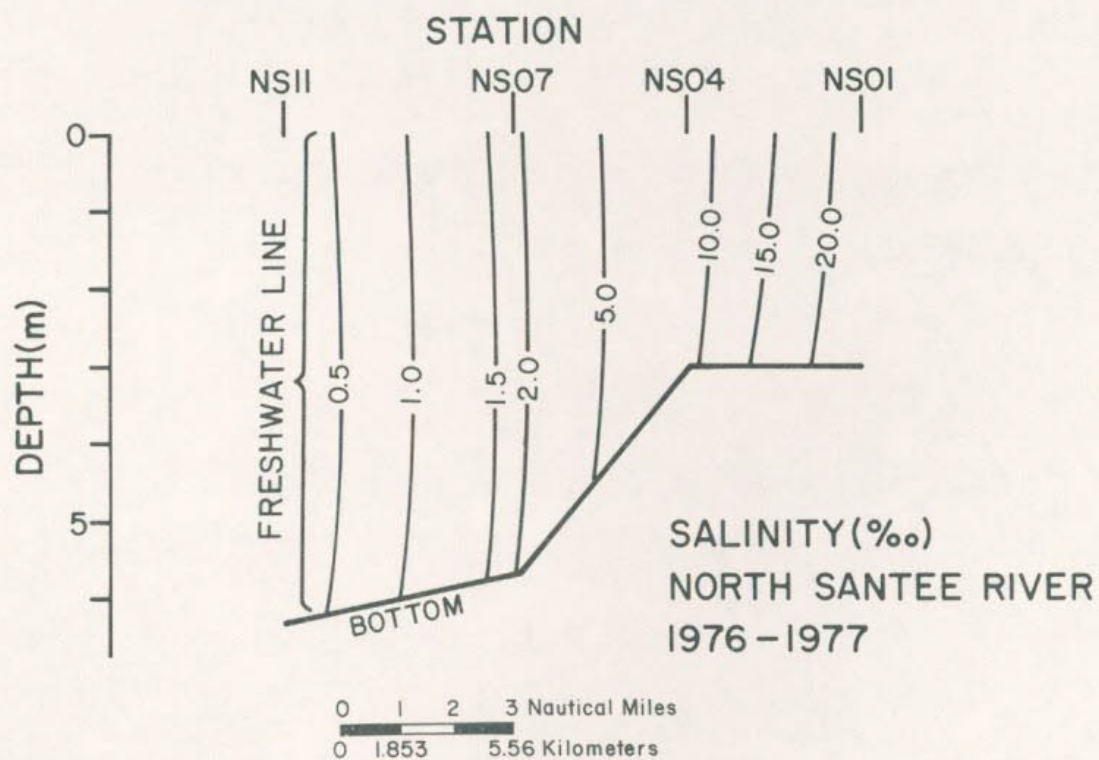 STATION
NS11 NS07 NS04 NS01
0
5
DEPTH(m)
FRESHWATER LINE
0.5
1.0
1.5
2.0
5.0
10.0
15.0
20.0
BOTTOM
SALINITY(‰)
NORTH SANTEE RIVER
1976-1977
0 1 2 3 Nautical Miles
0 1.853 5.56 Kilometers